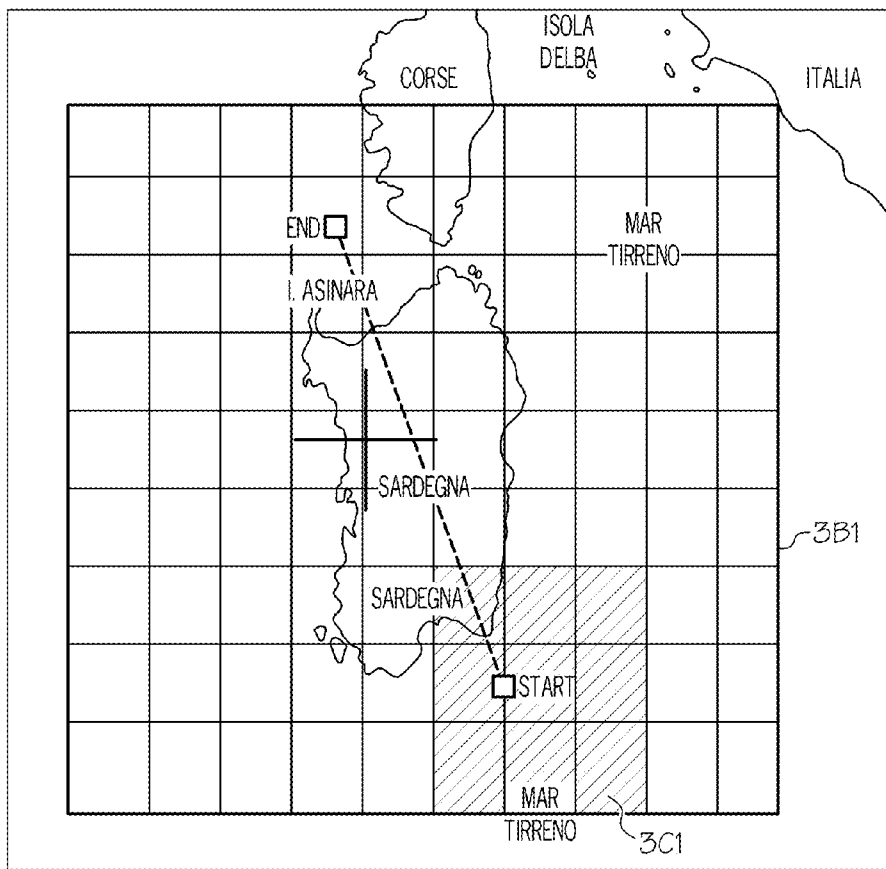 ISOLA
DELBA
CORSE
ITALIA
END
MAR
TIRRENO
I. ASINARA
SARDEGNA
3B1
SARDEGNA
START
MAR
TIRRENO
3C1